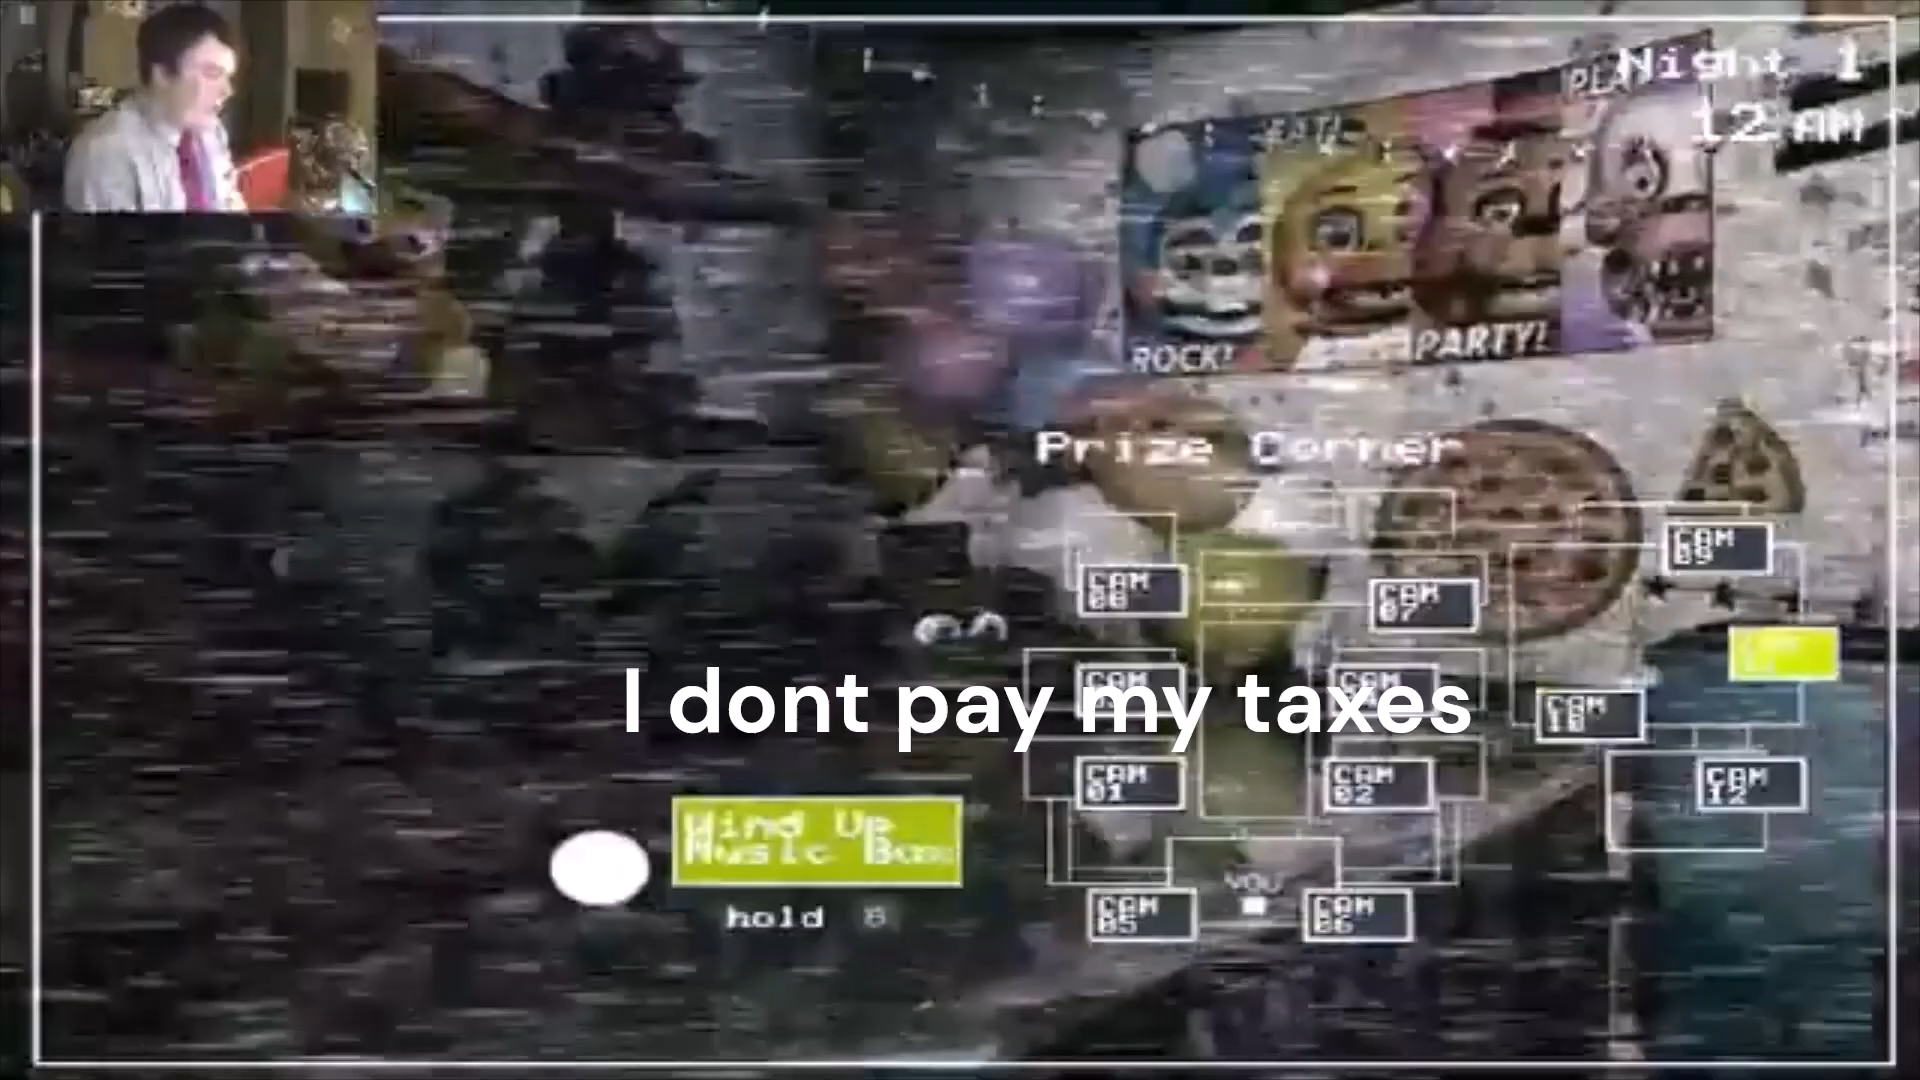 Night 1
12 AM
EAT!
ROCK!
PARTY!
Prize Corner
CAM
09
CAM
08
CAM
07
I dont pay my taxes
CAM
10
CAM
01
CAM
02
CAM
12
Wind Up
Music Box
hold B
YOU
CAM
05
CAM
06